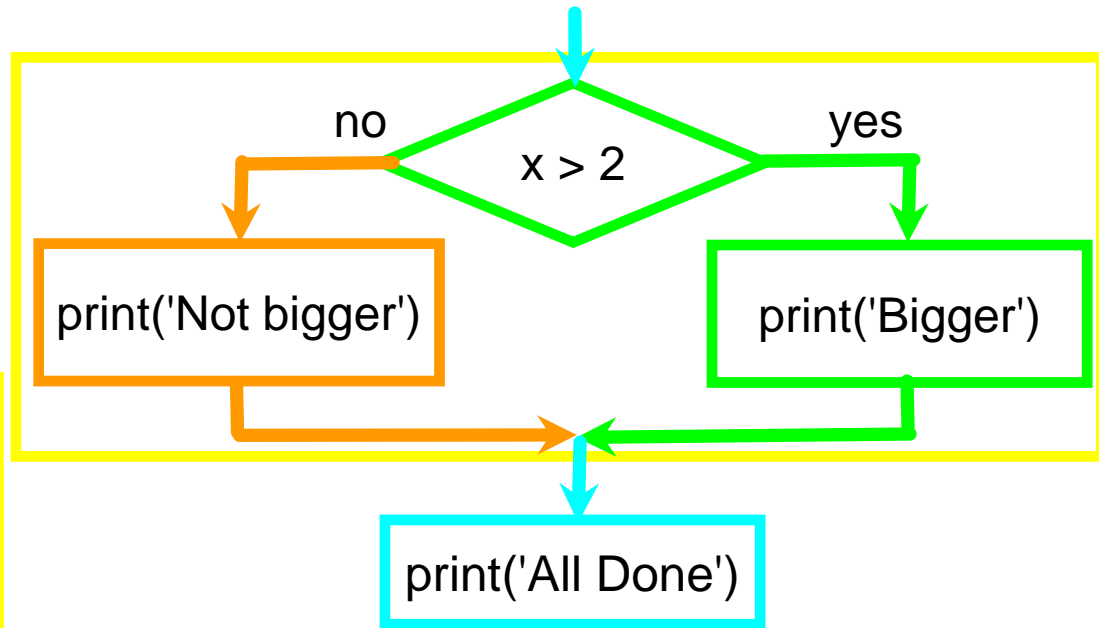 no
yes
x > 2
print('Not bigger')
print('Bigger')
print('All Done')